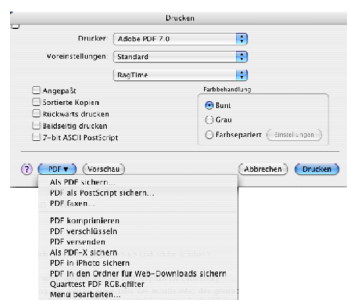 Drucken
Drucker: Adobe PDF 7.0
Voreinstellungen: Standard
RagTime
Angepaßt
Sortierte Kopien
Rückwärts drucken
Beidseitig drucken
7-bit ASCII PostScript
Farbbehandlung
Bunt
Grau
Farbsepariert Einstellungen
? PDF ▼ Vorschau Abbrechen Drucken
Als PDF sichern...
PDF als PostScript sichern...
PDF faxen...
PDF komprimieren
PDF verschlüsseln
PDF versenden
Als PDF-X sichern
PDF in iPhoto sichern
PDF in den Ordner für Web-Downloads sichern
Quarttest PDF RGB.qfilter
Menü bearbeiten...